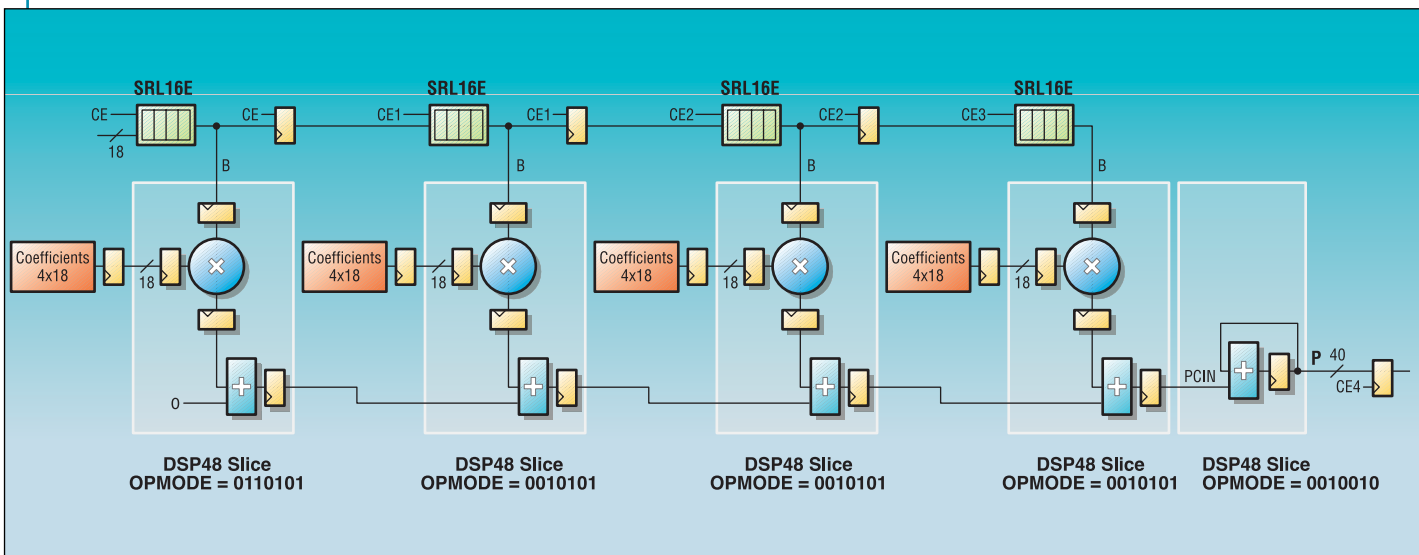 SRL16E
SRL16E
SRL16E
SRL16E
CE
CE
CE1
CE1
CE2
CE2
CE3
18
B
B
B
B
Coefficients
4x18
18
Coefficients
4x18
18
Coefficients
4x18
18
Coefficients
4x18
18
×
×
×
×
0
+
+
+
+
PCIN
+
P
40
CE4
DSP48 Slice
OPMODE = 0110101
DSP48 Slice
OPMODE = 0010101
DSP48 Slice
OPMODE = 0010101
DSP48 Slice
OPMODE = 0010101
DSP48 Slice
OPMODE = 0010010